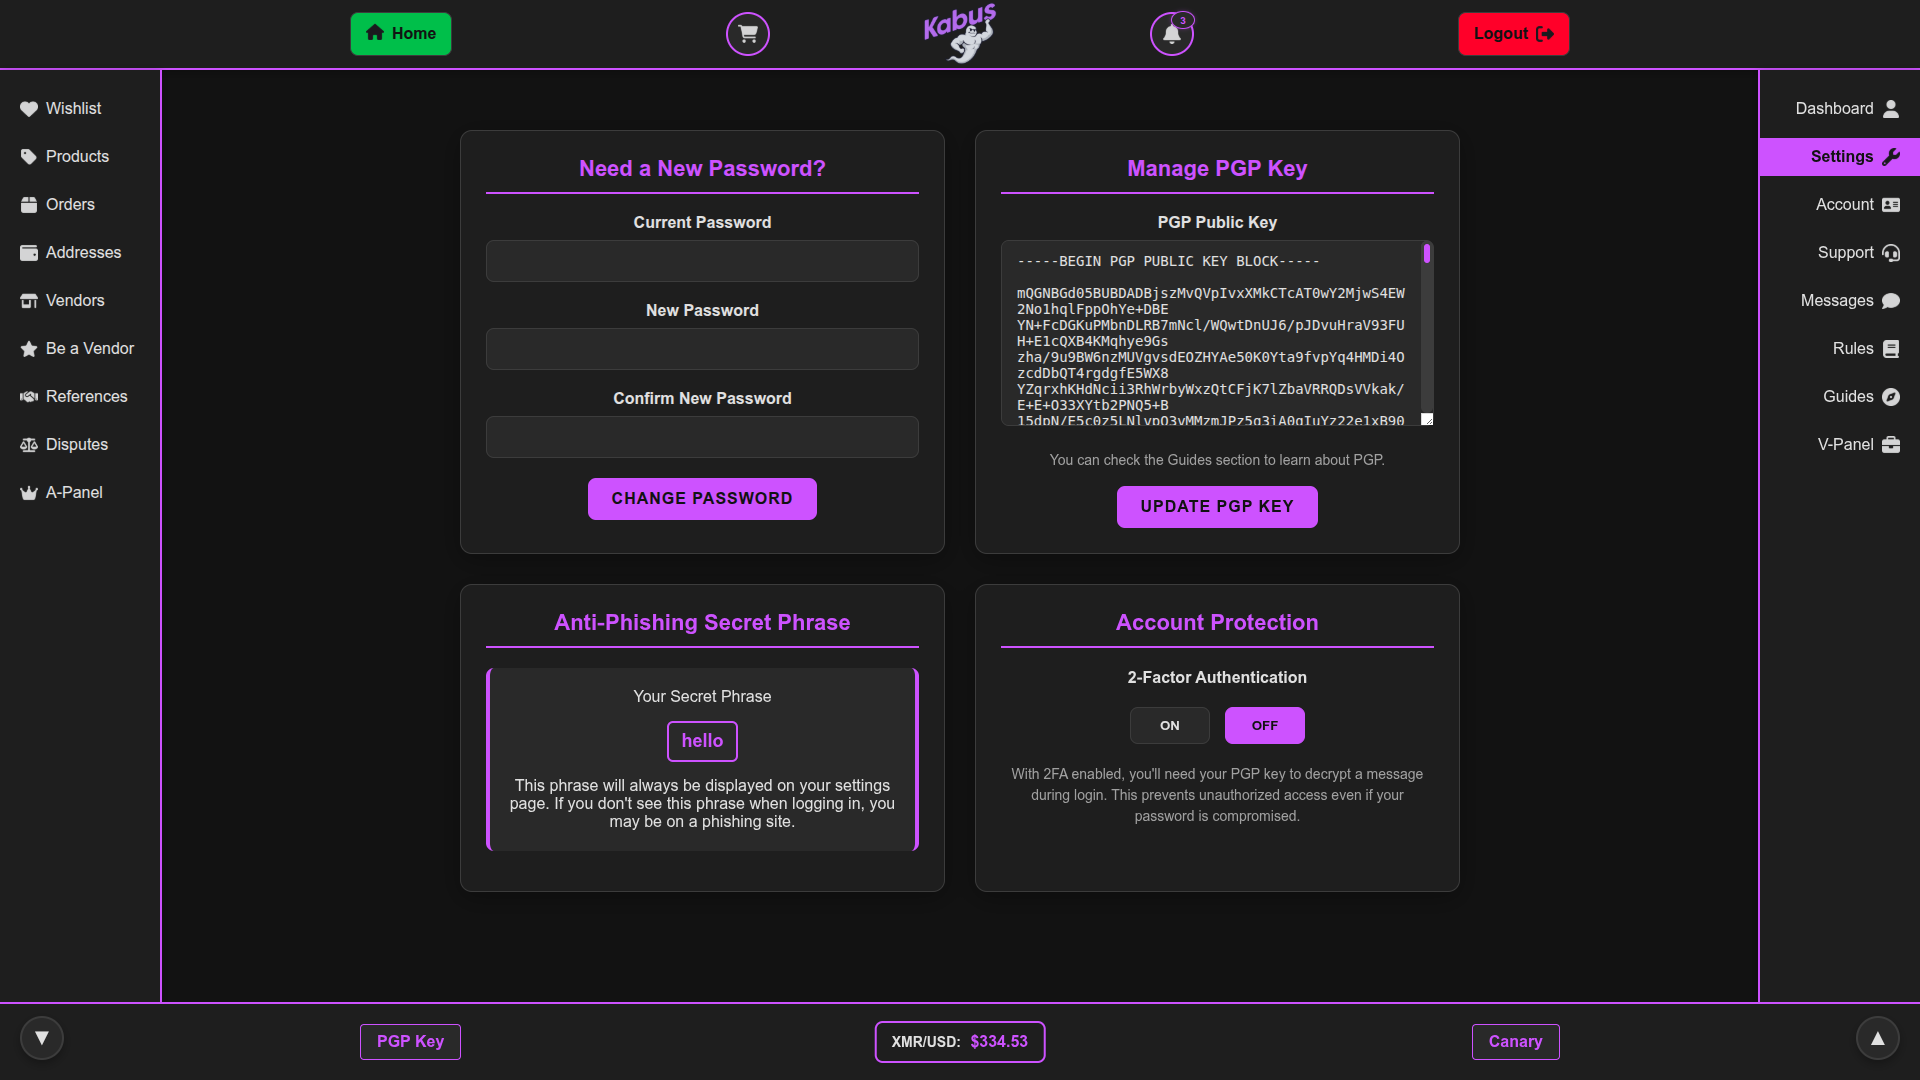 Home
Kabus
3
Logout
Wishlist
Products
Orders
Addresses
Vendors
Be a Vendor
References
Disputes
A-Panel
Need a New Password?
Current Password
New Password
Confirm New Password
CHANGE PASSWORD
Manage PGP Key
PGP Public Key
-----BEGIN PGP PUBLIC KEY BLOCK-----
mQGNBGd05BUBDADBjszMvQVpIvxXMkCTcAT0wY2MjwS4EW
2No1hqlFppOhYe+DBE
YN+FcDGKuPMbnDLRB7mNcl/WQwtDnUJ6/pJDvuHraV93FU
H+E1cQXB4KMqhye9Gs
zha/9u9BW6nzMUVgvsdEOZHYAe50K0Yta9fvpYq4HMDi4O
zcdDbQT4rgdgfE5WX8
YZqrxhKHdNcii3RhWrbyWxzQtCFjK7lZbaVRRQDsVVkak/
E+E+O33XYtb2PNQ5+B
You can check the Guides section to learn about PGP.
UPDATE PGP KEY
Anti-Phishing Secret Phrase
Your Secret Phrase
hello
This phrase will always be displayed on your settings
page. If you don't see this phrase when logging in, you
may be on a phishing site.
Account Protection
2-Factor Authentication
ON
OFF
With 2FA enabled, you'll need your PGP key to decrypt a message
during login. This prevents unauthorized access even if your
password is compromised.
Dashboard
Settings
Account
Support
Messages
Rules
Guides
V-Panel
PGP Key
XMR/USD: $334.53
Canary